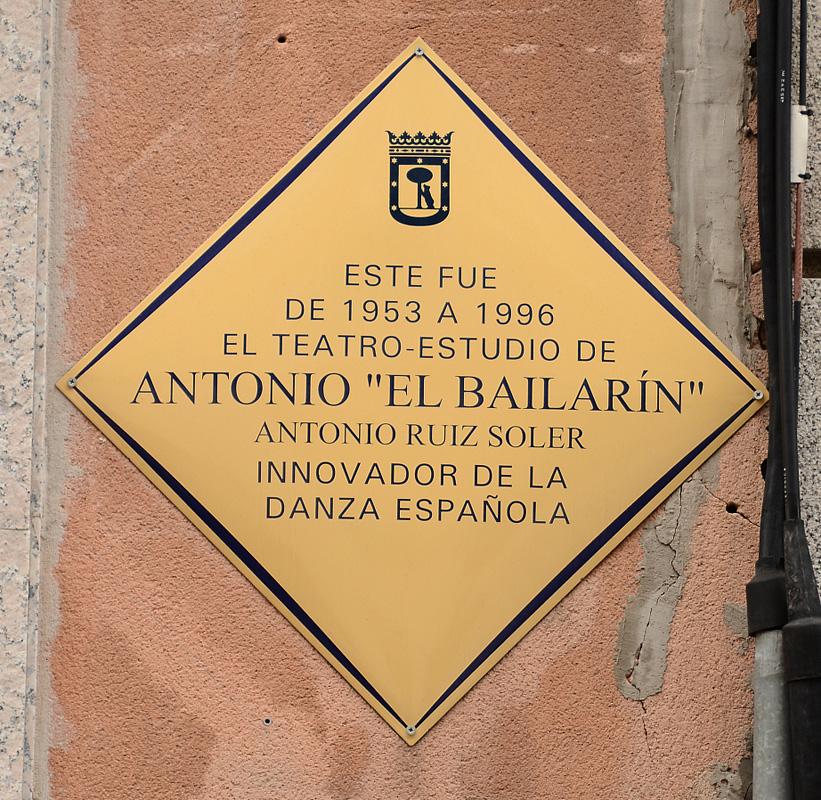 ESTE FUE
DE 1953 A 1996
EL TEATRO-ESTUDIO DE
ANTONIO "EL BAILARÍN"
ANTONIO RUIZ SOLER
INNOVADOR DE LA
DANZA ESPAÑOLA